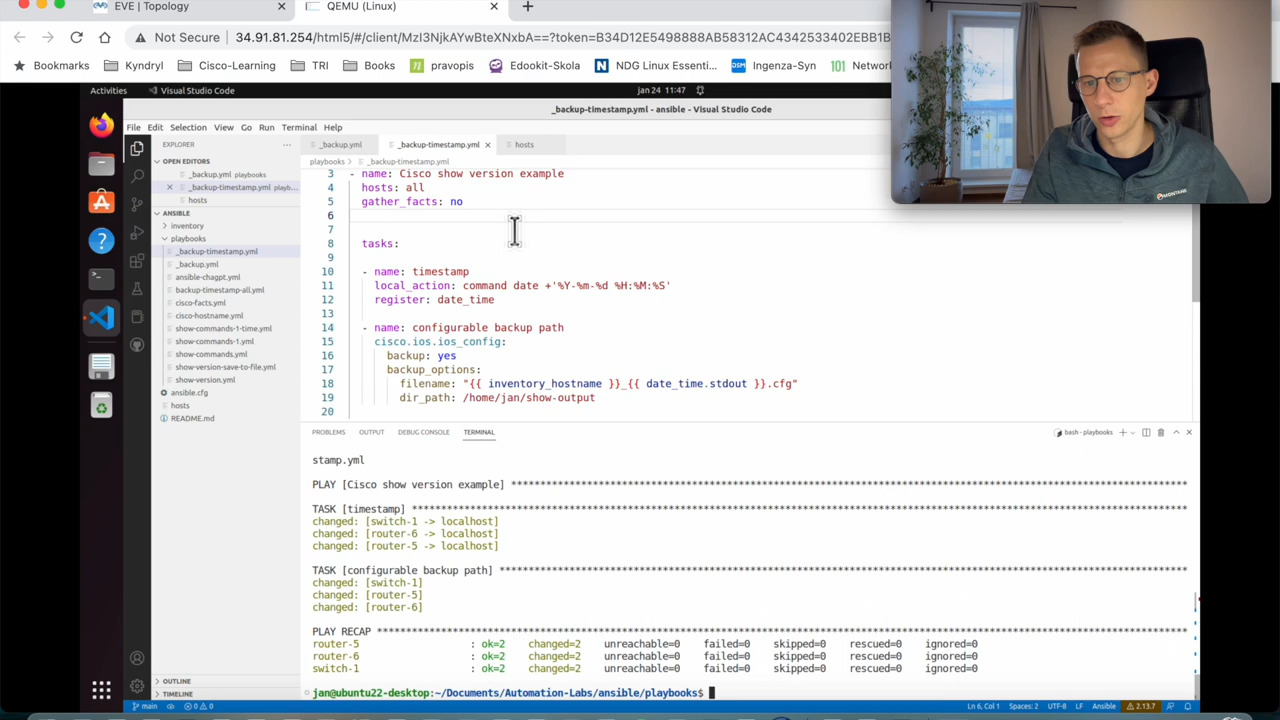 EVE | Topology
QEMU (Linux)
Not Secure 34.91.81.254/html5/#/client/MzI3NjkAYwBteXNxbA==?token=B34D12E5498888AB58312AC4342533402EBB1B
Bookmarks Kyndryl Cisco-Learning TRI Books pravopis Edookit-Skola NDG Linux Essenti... Ingenza-Syn Network
Activities Visual Studio Code jan 24 11:47
_backup-timestamp.yml - ansible - Visual Studio Code
File Edit Selection View Go Run Terminal Help
EXPLORER
OPEN EDITORS
_backup.yml playbooks
_backup-timestamp.yml playb...
hosts
ANSIBLE
inventory
playbooks
_backup-timestamp.yml
_backup.yml
ansible-chagpt.yml
backup-timestamp-all.yml
cisco-facts.yml
cisco-hostname.yml
show-commands-1-time.yml
show-commands-1.yml
show-commands.yml
show-version-save-to-file.yml
show-version.yml
ansible.cfg
hosts
README.md
OUTLINE
TIMELINE
_backup.yml _backup-timestamp.yml hosts
playbooks > _backup-timestamp.yml
3 - name: Cisco show version example
4 hosts: all
5 gather_facts: no
6
7
8 tasks:
9
10 - name: timestamp
11 local_action: command date +'%Y-%m-%d %H:%M:%S'
12 register: date_time
13
14 - name: configurable backup path
15 cisco.ios.ios_config:
16 backup: yes
17 backup_options:
18 filename: "{{ inventory_hostname }}_{{ date_time.stdout }}.cfg"
19 dir_path: /home/jan/show-output
20
PROBLEMS OUTPUT DEBUG CONSOLE TERMINAL bash - playbooks
stamp.yml
PLAY [Cisco show version example] ****************************************************************************************************
TASK [timestamp] ****************************************************************************************************
changed: [switch-1 -> localhost]
changed: [router-6 -> localhost]
changed: [router-5 -> localhost]
TASK [configurable backup path] ****************************************************************************************************
changed: [switch-1]
changed: [router-5]
changed: [router-6]
PLAY RECAP ****************************************************************************************************
router-5 : ok=2 changed=2 unreachable=0 failed=0 skipped=0 rescued=0 ignored=0
router-6 : ok=2 changed=2 unreachable=0 failed=0 skipped=0 rescued=0 ignored=0
switch-1 : ok=2 changed=2 unreachable=0 failed=0 skipped=0 rescued=0 ignored=0
jan@ubuntu22-desktop:~/Documents/Automation-Labs/ansible/playbooks$
main 0 0 Ln 6, Col 1 Spaces: 2 UTF-8 LF Ansible 2.13.7
MONTANE